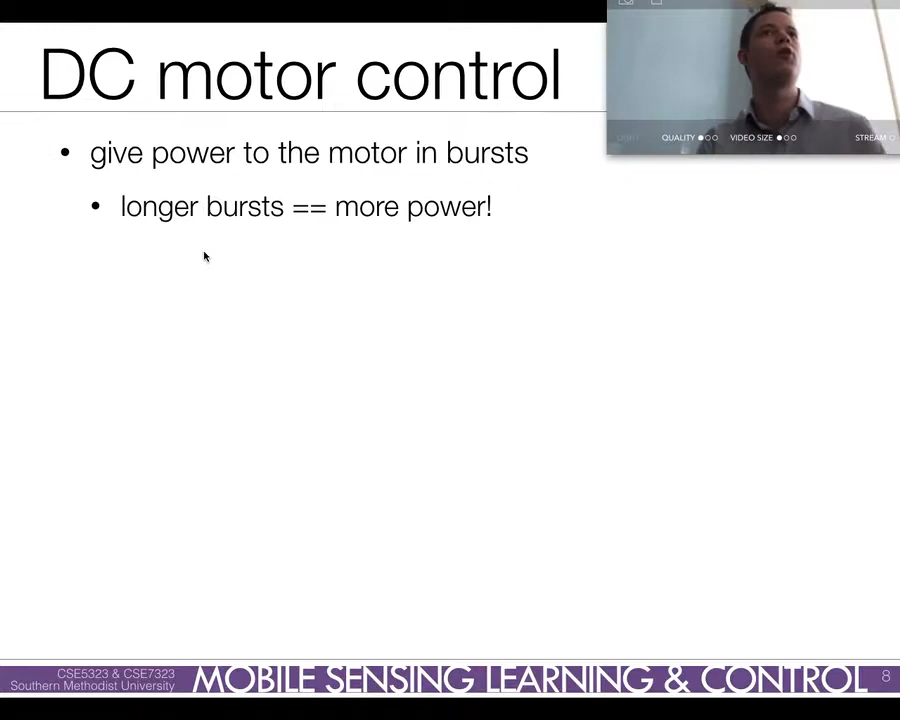 DC motor control
QUALITY
VIDEO SIZE
STREAM
• give power to the motor in bursts
• longer bursts == more power!
CSE5323 & CSE7323
Southern Methodist University
MOBILE SENSING LEARNING & CONTROL
8